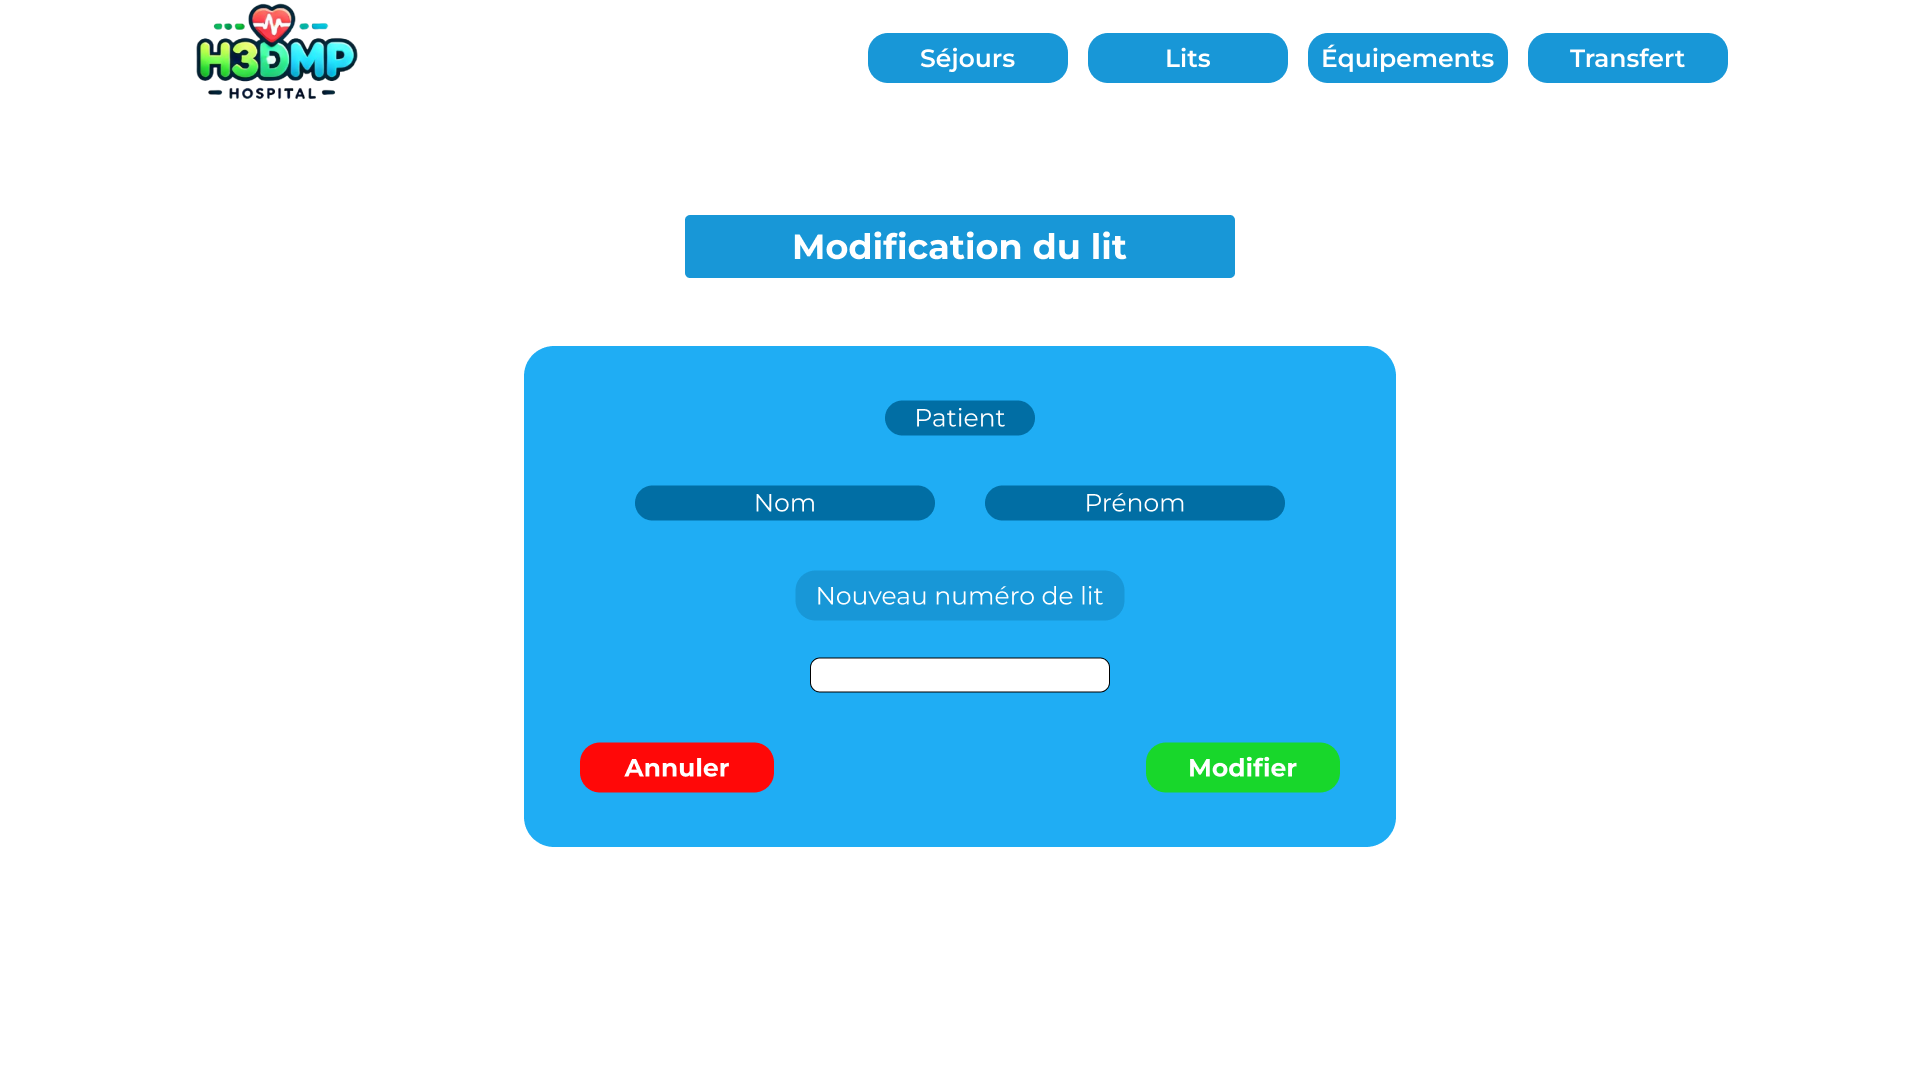 H3DMP
HOSPITAL
Séjours
Lits
Équipements
Transfert
Modification du lit
Patient
Nom
Prénom
Nouveau numéro de lit
Annuler
Modifier